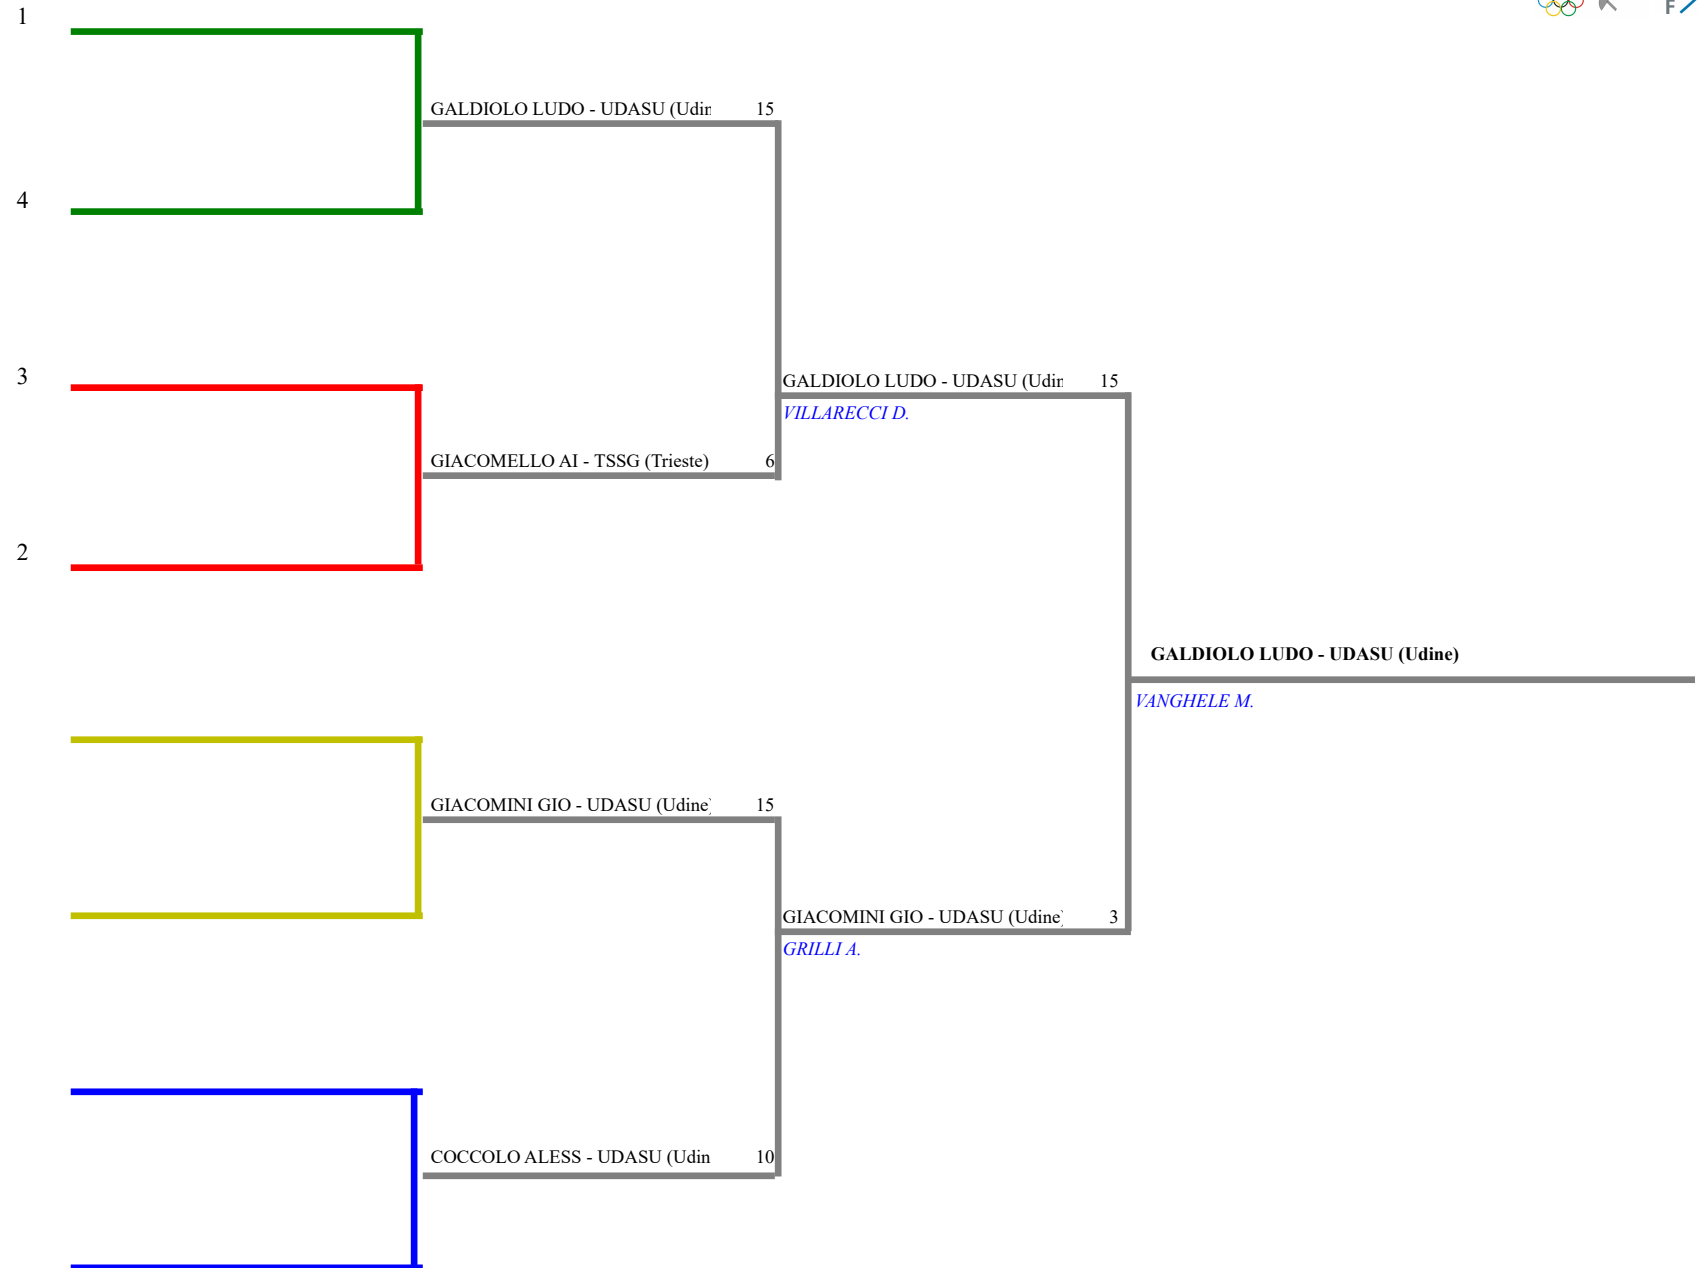 1
F
GALDIOLO LUDO - UDASU (Udin 15
4
3
GALDIOLO LUDO - UDASU (Udin 15
VILLARECCI D.
GIACOMELLO AI - TSSG (Trieste) 6
2
GALDIOLO LUDO - UDASU (Udine)
VANGHELE M.
GIACOMINI GIO - UDASU (Udine) 15
GIACOMINI GIO - UDASU (Udine) 3
GRILLI A.
COCCOLO ALESS - UDASU (Udin 10